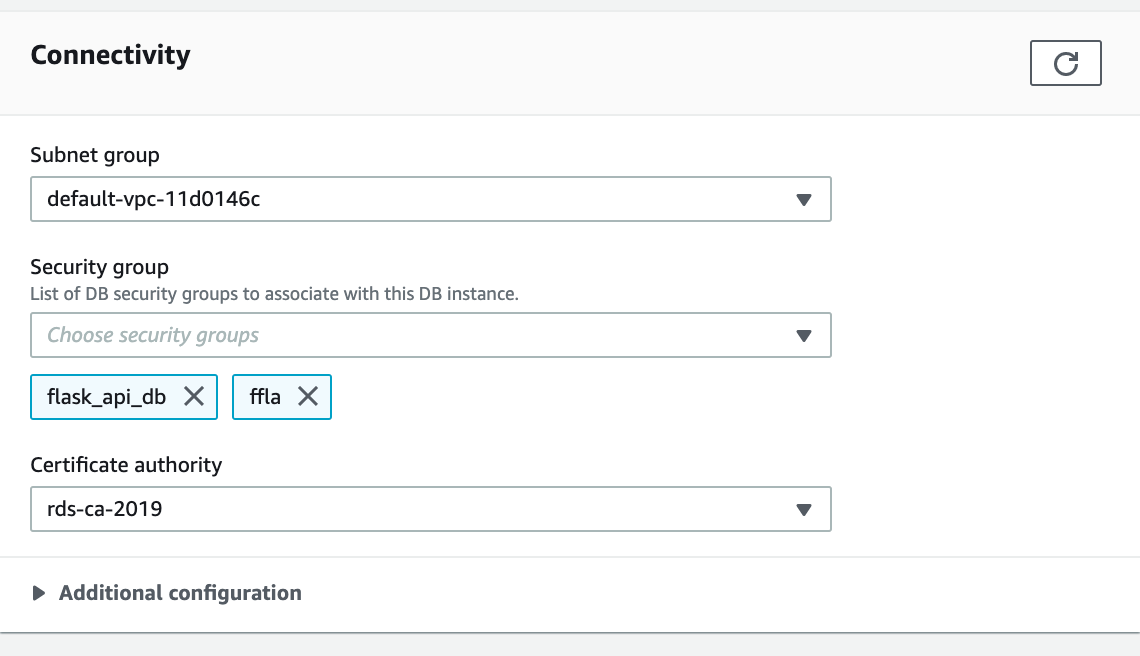 Connectivity
Subnet group
default-vpc-11d0146c
Security group
List of DB security groups to associate with this DB instance.
Choose security groups
flask_api_db ffla
Certificate authority
rds-ca-2019
Additional configuration